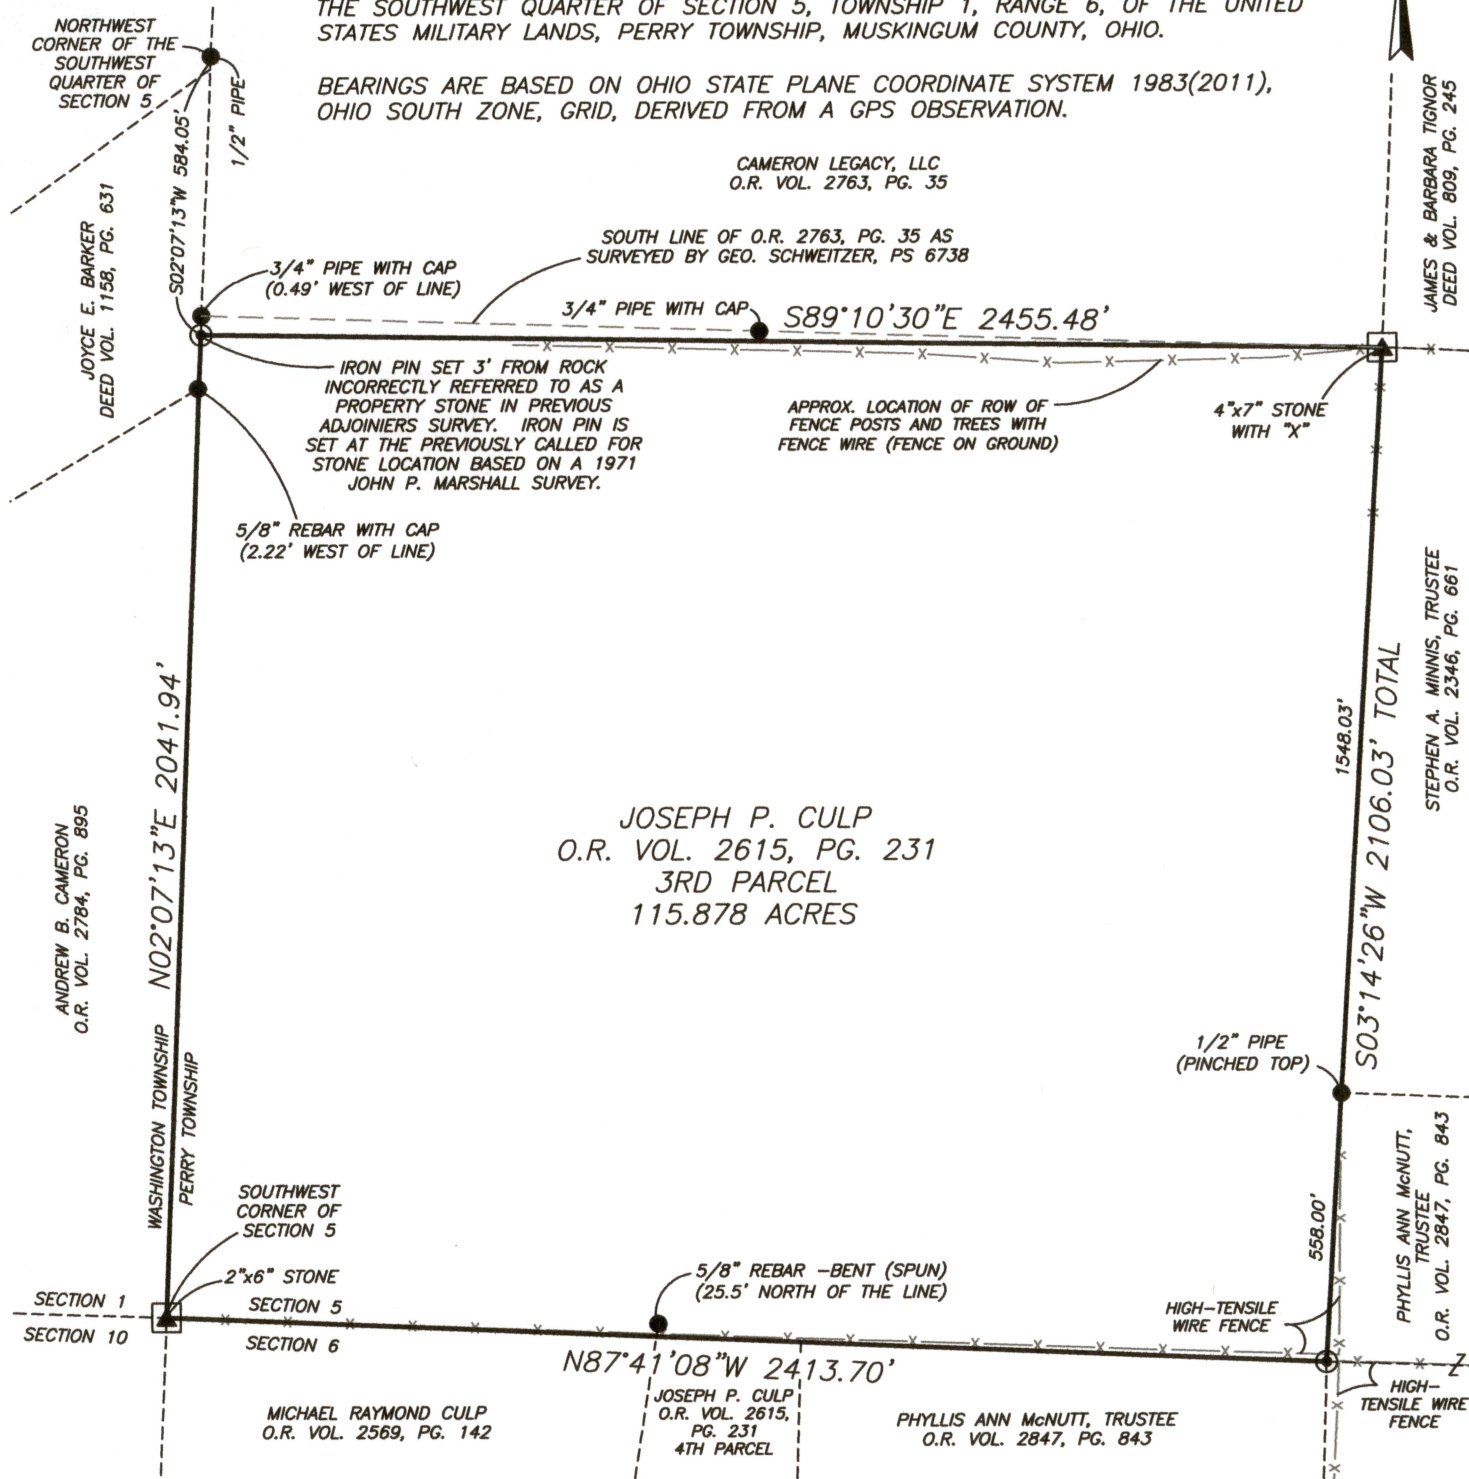 THE SOUTHWEST QUARTER OF SECTION 5, TOWNSHIP 1, RANGE 6, OF THE UNITED
STATES MILITARY LANDS, PERRY TOWNSHIP, MUSKINGUM COUNTY, OHIO.
BEARINGS ARE BASED ON OHIO STATE PLANE COORDINATE SYSTEM 1983(2011),
OHIO SOUTH ZONE, GRID, DERIVED FROM A GPS OBSERVATION.
NORTHWEST
CORNER OF THE
SOUTHWEST
QUARTER OF
SECTION 5
1/2" PIPE
S02°07'13"W 584.05'
CAMERON LEGACY, LLC
O.R. VOL. 2763, PG. 35
JAMES & BARBARA TIGNOR
DEED VOL. 809, PG. 245
JOYCE E. BARKER
DEED VOL. 1158, PG. 631
SOUTH LINE OF O.R. 2763, PG. 35 AS
SURVEYED BY GEO. SCHWEITZER, PS 6738
3/4" PIPE WITH CAP
(0.49' WEST OF LINE)
3/4" PIPE WITH CAP
S89°10'30"E 2455.48'
IRON PIN SET 3' FROM ROCK
INCORRECTLY REFERRED TO AS A
PROPERTY STONE IN PREVIOUS
ADJOINIERS SURVEY. IRON PIN IS
SET AT THE PREVIOUSLY CALLED FOR
STONE LOCATION BASED ON A 1971
JOHN P. MARSHALL SURVEY.
APPROX. LOCATION OF ROW OF
FENCE POSTS AND TREES WITH
FENCE WIRE (FENCE ON GROUND)
4"x7" STONE
WITH "X"
5/8" REBAR WITH CAP
(2.22' WEST OF LINE)
STEPHEN A. MINNIS, TRUSTEE
O.R. VOL. 2346, PG. 661
N02°07'13"E 2041.94'
1548.03'
S03°14'26"W 2106.03' TOTAL
JOSEPH P. CULP
O.R. VOL. 2615, PG. 231
3RD PARCEL
115.878 ACRES
ANDREW B. CAMERON
O.R. VOL. 2784, PG. 895
WASHINGTON TOWNSHIP
PERRY TOWNSHIP
1/2" PIPE
(PINCHED TOP)
PHYLLIS ANN McNUTT,
TRUSTEE
O.R. VOL. 2847, PG. 843
558.00'
SOUTHWEST
CORNER OF
SECTION 5
2"x6" STONE
SECTION 1
SECTION 10
SECTION 5
SECTION 6
5/8" REBAR -BENT (SPUN)
(25.5' NORTH OF THE LINE)
HIGH-TENSILE
WIRE FENCE
N87°41'08"W 2413.70'
HIGH-
TENSILE WIRE
FENCE
MICHAEL RAYMOND CULP
O.R. VOL. 2569, PG. 142
JOSEPH P. CULP
O.R. VOL. 2615,
PG. 231
4TH PARCEL
PHYLLIS ANN McNUTT, TRUSTEE
O.R. VOL. 2847, PG. 843